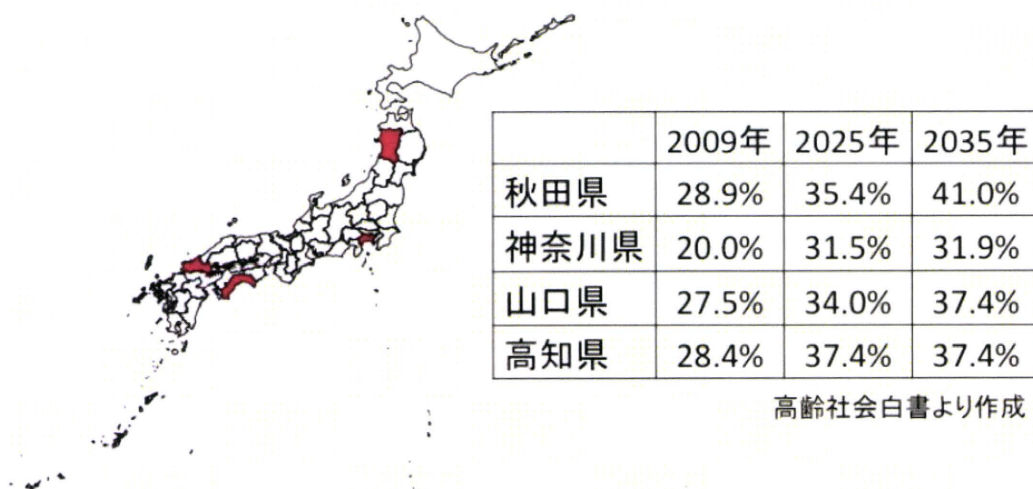 2009年 2025年 2035年
秋田県 28.9% 35.4% 41.0%
神奈川県 20.0% 31.5% 31.9%
山口県 27.5% 34.0% 37.4%
高知県 28.4% 37.4% 37.4%
高齢社会白書より作成